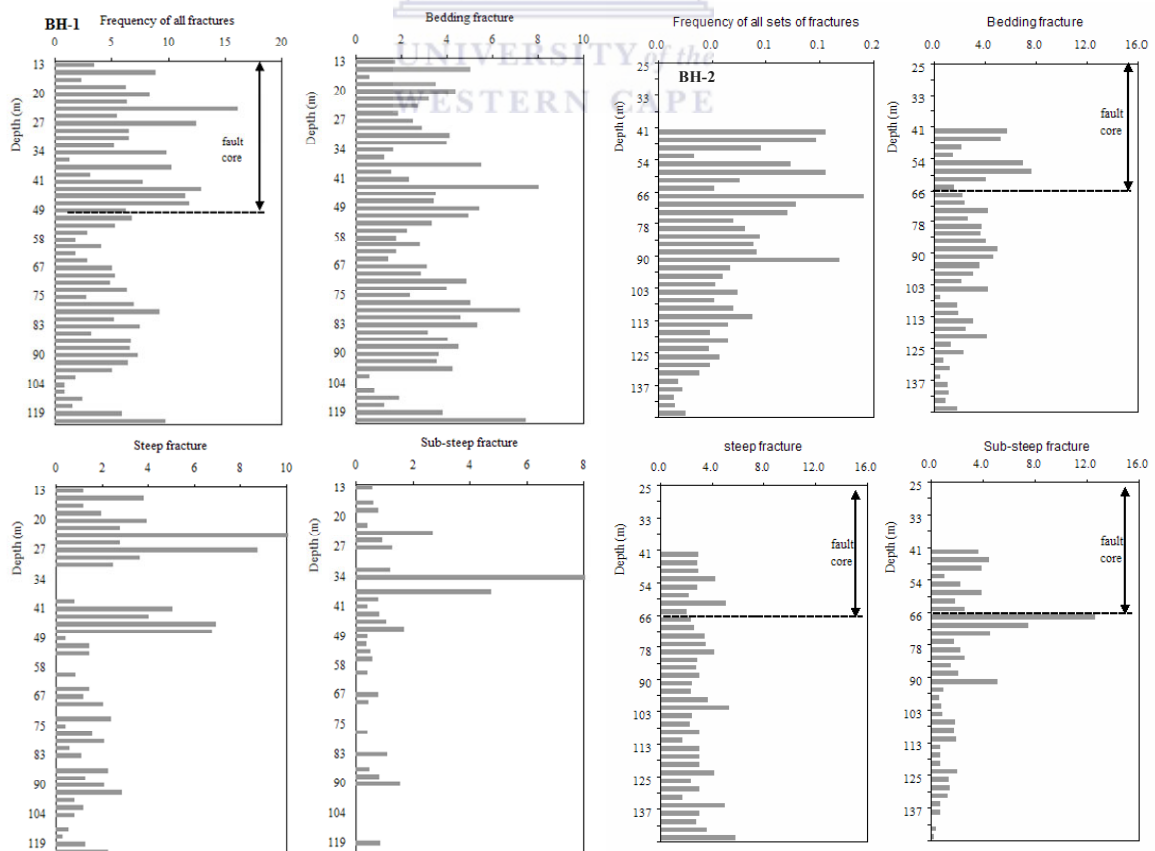 BH-1 Frequency of all fractures
0 5 10 15 20
Depth (m)
13
20
27
34
41
49
58
67
75
83
90
104
119
fault
core
Bedding fracture
0 2 4 6 8 10
Depth (m)
13
20
27
34
41
49
58
67
75
83
90
104
119
UNIVERSITY of the
WESTERN CAPE
Frequency of all sets of fractures
0.0 0.0 0.1 0.1 0.2
BH-2
Depth (m)
25
33
41
54
66
78
90
103
113
125
137
Bedding fracture
0.0 4.0 8.0 12.0 16.0
Depth (m)
25
33
41
54
66
78
90
103
113
125
137
fault
core
Steep fracture
0 2 4 6 8 10
Depth (m)
13
20
27
34
41
49
58
67
75
83
90
104
119
Sub-steep fracture
0 2 4 6 8
Depth (m)
13
20
27
34
41
49
58
67
75
83
90
104
119
steep fracture
0.0 4.0 8.0 12.0 16.0
Depth (m)
25
33
41
54
66
78
90
103
113
125
137
fault
core
Sub-steep fracture
0.0 4.0 8.0 12.0 16.0
Depth (m)
25
33
41
54
66
78
90
103
113
125
137
fault
core